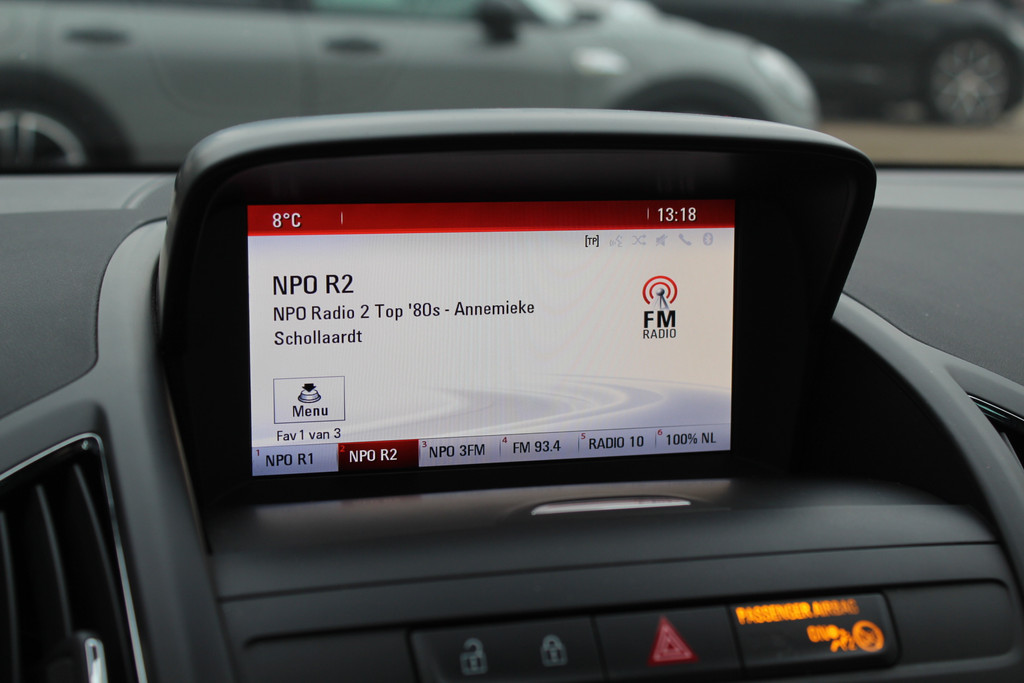 8°C
13:18
[TP]
NPO R2
NPO Radio 2 Top '80s - Annemieke
Schollaardt
FM
RADIO
Menu
Fav 1 van 3
1 NPO R1
2 NPO R2
3 NPO 3FM
4 FM 93.4
5 RADIO 10
6 100% NL
PASSENGER AIRBAG
ON